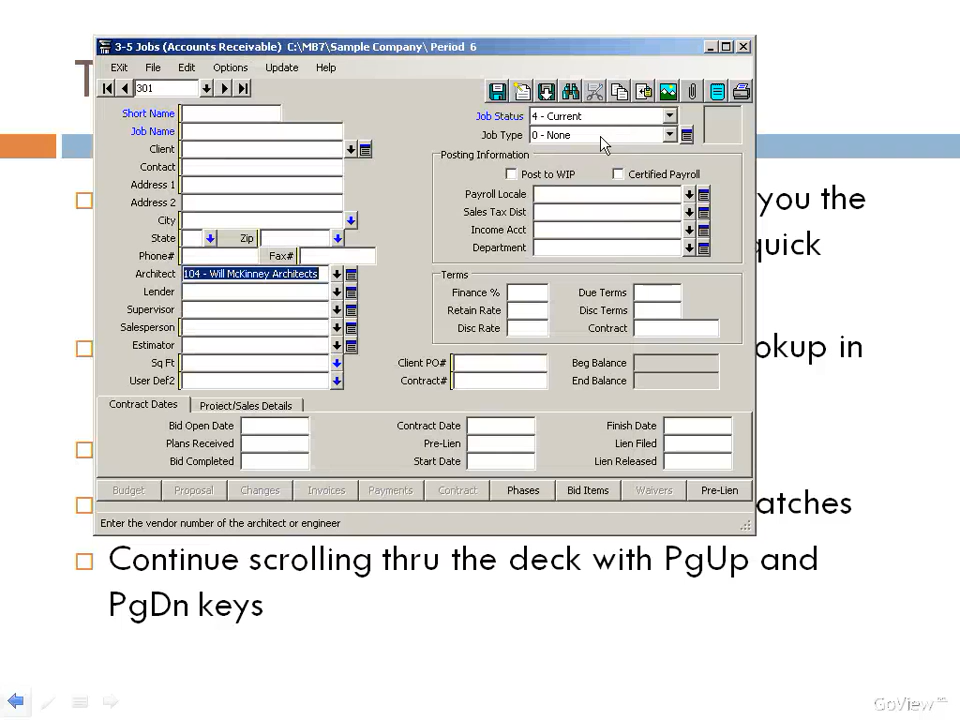 3-5 Jobs (Accounts Receivable) C:\MB7\Sample Company\ Period 6
EXit File Edit Options Update Help
301
Short Name
Job Name
Client
Contact
Address 1
Address 2
City
State Zip
Phone# Fax#
Architect 104 - Will McKinney Architects
Lender
Supervisor
Salesperson
Estimator
Sq Ft
User Def2
Job Status 4 - Current
Job Type 0 - None
Posting Information
Post to WIP Certified Payroll
Payroll Locale
Sales Tax Dist
Income Acct
Department
Terms
Finance % Due Terms
Retain Rate Disc Terms
Disc Rate Contract
Client PO# Beg Balance
Contract# End Balance
Contract Dates Project/Sales Details
Bid Open Date Contract Date Finish Date
Plans Received Pre-Lien Lien Filed
Bid Completed Start Date Lien Released
Budget Proposal Changes Invoices Payments Contract Phases Bid Items Waivers Pre-Lien
Enter the vendor number of the architect or engineer
T
you the
quick
okup in
atches
Continue scrolling thru the deck with PgUp and
PgDn keys
GoView